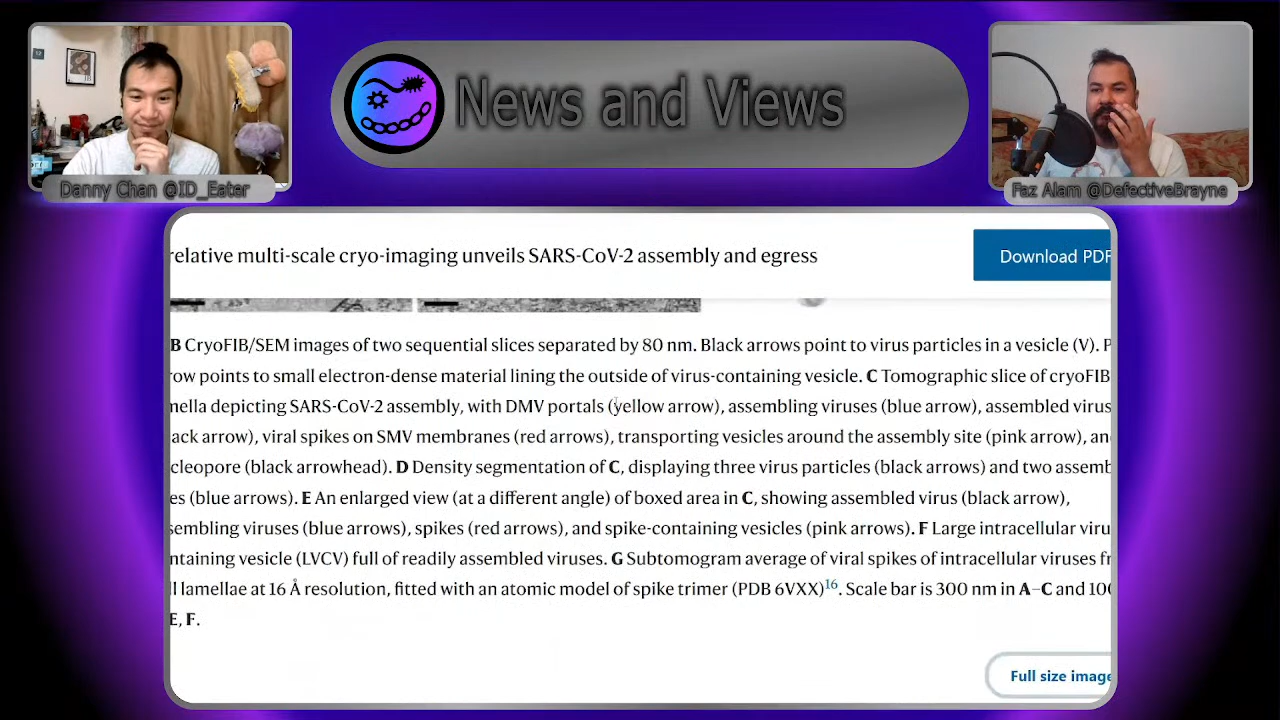 News and Views
Danny Chan @ID_Eater
Faz Alam @DefectiveBrayne
relative multi-scale cryo-imaging unveils SARS-CoV-2 assembly and egress
Download PDF
B CryoFIB/SEM images of two sequential slices separated by 80 nm. Black arrows point to virus particles in a vesicle (V). P
row points to small electron-dense material lining the outside of virus-containing vesicle. C Tomographic slice of cryoFIB
nella depicting SARS-CoV-2 assembly, with DMV portals (yellow arrow), assembling viruses (blue arrow), assembled virus
ack arrow), viral spikes on SMV membranes (red arrows), transporting vesicles around the assembly site (pink arrow), an
cleopore (black arrowhead). D Density segmentation of C, displaying three virus particles (black arrows) and two assemb
es (blue arrows). E An enlarged view (at a different angle) of boxed area in C, showing assembled virus (black arrow),
sembling viruses (blue arrows), spikes (red arrows), and spike-containing vesicles (pink arrows). F Large intracellular viru
ntaining vesicle (LVCV) full of readily assembled viruses. G Subtomogram average of viral spikes of intracellular viruses fr
l lamellae at 16 Å resolution, fitted with an atomic model of spike trimer (PDB 6VXX)16. Scale bar is 300 nm in A–C and 10
E, F.
Full size image